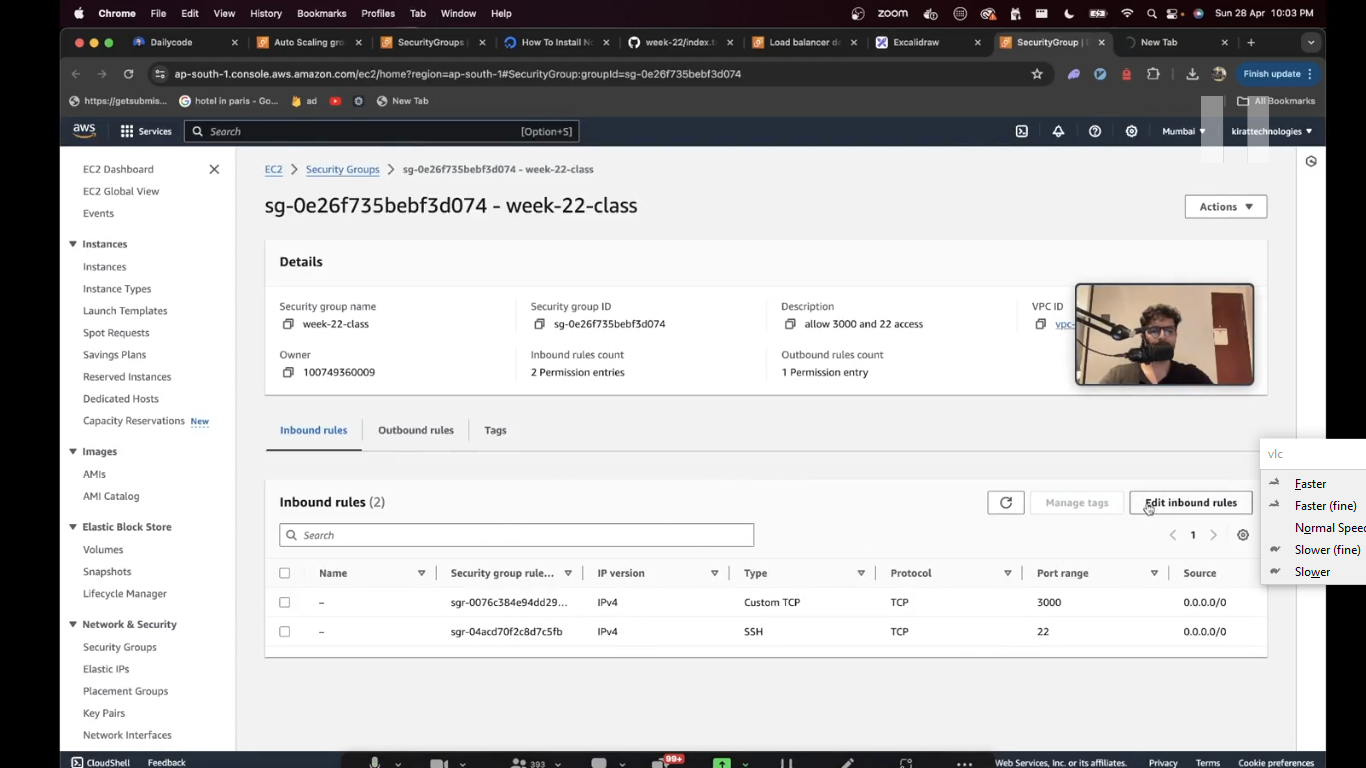 Chrome File Edit View History Bookmarks Profiles Tab Window Help zoom Sun 28 Apr 10:03 PM
Dailycode Auto Scaling gro SecurityGroups | How To Install No week-22/index.t Load balancer de Excalidraw SecurityGroup | New Tab
ap-south-1.console.aws.amazon.com/ec2/home?region=ap-south-1#SecurityGroup:groupId=sg-0e26f735bebf3d074 Finish update
https://getsubmis... hotel in paris - Go... ad New Tab All Bookmarks
aws Services Search [Option+S] Mumbai kirattechnologies
EC2 Dashboard
EC2 Global View
Events
Instances
Instances
Instance Types
Launch Templates
Spot Requests
Savings Plans
Reserved Instances
Dedicated Hosts
Capacity Reservations New
Images
AMIs
AMI Catalog
Elastic Block Store
Volumes
Snapshots
Lifecycle Manager
Network & Security
Security Groups
Elastic IPs
Placement Groups
Key Pairs
Network Interfaces
EC2 Security Groups sg-0e26f735bebf3d074 - week-22-class
sg-0e26f735bebf3d074 - week-22-class Actions
Details
Security group name Security group ID Description VPC ID
week-22-class sg-0e26f735bebf3d074 allow 3000 and 22 access vpc-
Owner Inbound rules count Outbound rules count
100749360009 2 Permission entries 1 Permission entry
Inbound rules Outbound rules Tags
Inbound rules (2) Manage tags Edit inbound rules
Search 1
Name Security group rule... IP version Type Protocol Port range Source
– sgr-0076c384e94dd29... IPv4 Custom TCP TCP 3000 0.0.0.0/0
– sgr-04acd70f2c8d7c5fb IPv4 SSH TCP 22 0.0.0.0/0
vlc
Faster
Faster (fine)
Normal Speed
Slower (fine)
Slower
CloudShell Feedback 393 99+ Web Services, Inc. or its affiliates. Privacy Terms Cookie preferences